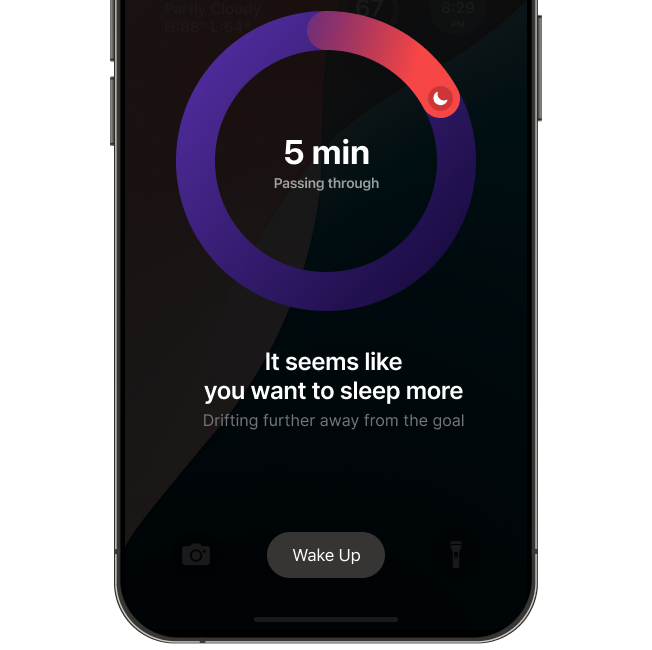 Partly Cloudy
H:88° L:64°
67
8:29
PM
5 min
Passing through
It seems like
you want to sleep more
Drifting further away from the goal
Wake Up